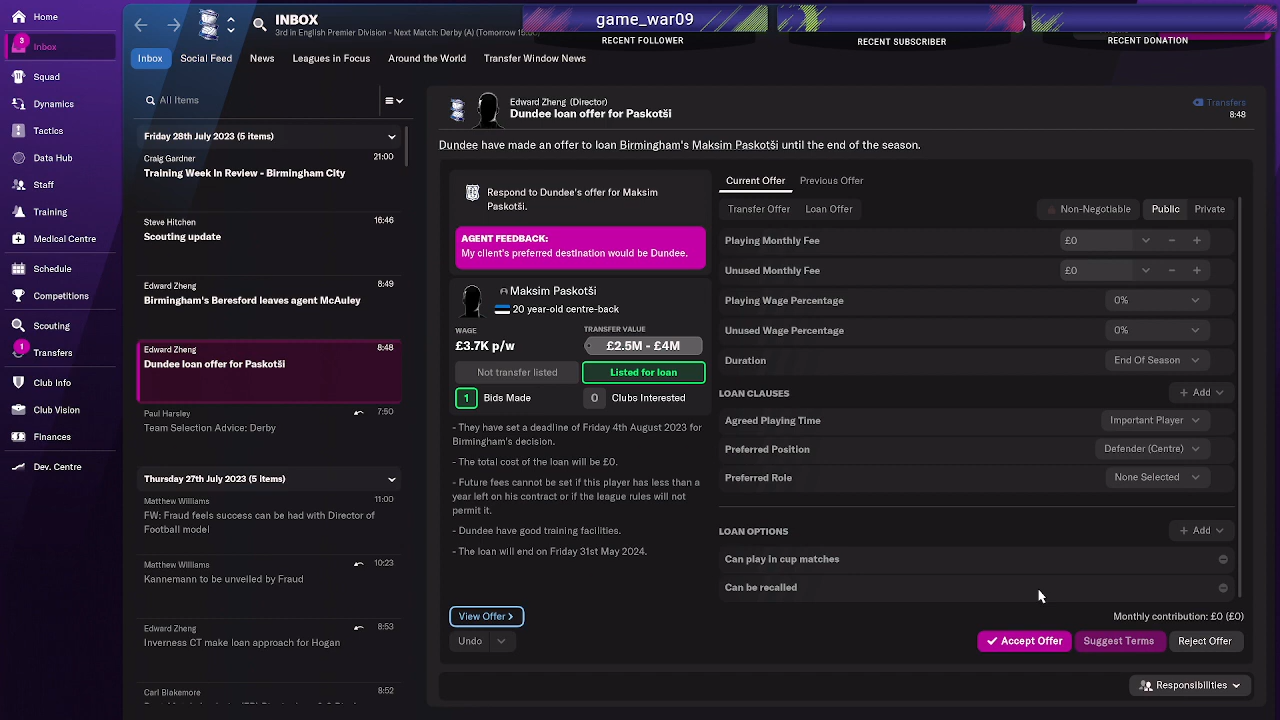 Home
3
Inbox
Squad
Dynamics
Tactics
Data Hub
Staff
Training
Medical Centre
Schedule
Competitions
Scouting
1
Transfers
Club Info
Club Vision
Finances
Dev. Centre
INBOX
3rd in English Premier Division - Next Match: Derby (A) (Tomorrow
game_war09
RECENT FOLLOWER
RECENT SUBSCRIBER
RECENT DONATION
Inbox
Social Feed
News
Leagues in Focus
Around the World
Transfer Window News
All Items
Friday 28th July 2023 (5 items)
Craig Gardner
21:00
Training Week In Review - Birmingham City
Steve Hitchen
16:46
Scouting update
Edward Zheng
8:49
Birmingham's Beresford leaves agent McAuley
Edward Zheng
8:48
Dundee loan offer for Paskotši
Paul Harsley
7:50
Team Selection Advice: Derby
Thursday 27th July 2023 (5 items)
Matthew Williams
11:00
FW: Fraud feels success can be had with Director of
Football model
Matthew Williams
10:23
Kannemann to be unveiled by Fraud
Edward Zheng
8:53
Inverness CT make loan approach for Hogan
Carl Blakemore
8:52
Edward Zheng (Director)
Dundee loan offer for Paskotši
Transfers
8:48
Dundee have made an offer to loan Birmingham's Maksim Paskotši until the end of the season.
Respond to Dundee's offer for Maksim
Paskotši.
AGENT FEEDBACK:
My client's preferred destination would be Dundee.
Maksim Paskotši
20 year-old centre-back
WAGE
TRANSFER VALUE
£3.7K p/w
£2.5M - £4M
Not transfer listed
Listed for loan
1 Bids Made
0 Clubs Interested
- They have set a deadline of Friday 4th August 2023 for
Birmingham's decision.
- The total cost of the loan will be £0.
- Future fees cannot be set if this player has less than a
year left on his contract or if the league rules will not
permit it.
- Dundee have good training facilities.
- The loan will end on Friday 31st May 2024.
View Offer >
Undo
Current Offer
Previous Offer
Transfer Offer
Loan Offer
Non-Negotiable
Public
Private
Playing Monthly Fee
£0
Unused Monthly Fee
£0
Playing Wage Percentage
0%
Unused Wage Percentage
0%
Duration
End Of Season
LOAN CLAUSES
+ Add
Agreed Playing Time
Important Player
Preferred Position
Defender (Centre)
Preferred Role
None Selected
LOAN OPTIONS
+ Add
Can play in cup matches
Can be recalled
Monthly contribution: £0 (£0)
Accept Offer
Suggest Terms
Reject Offer
Responsibilities